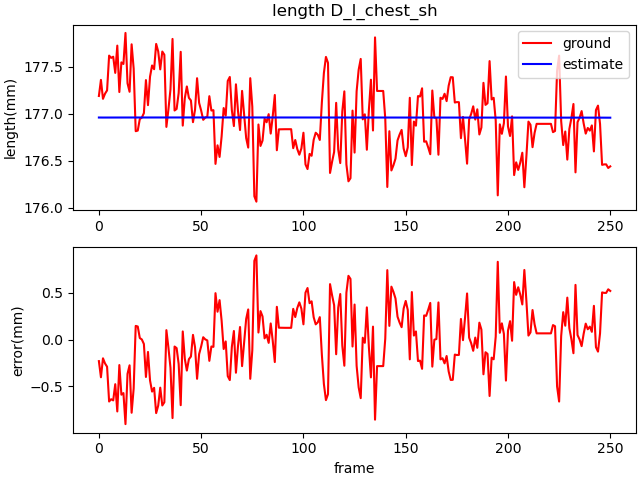 length D_l_chest_sh
length(mm)
177.5
177.0
176.5
176.0
ground
estimate
0 50 100 150 200 250
error(mm)
0.5
0.0
−0.5
0 50 100 150 200 250
frame